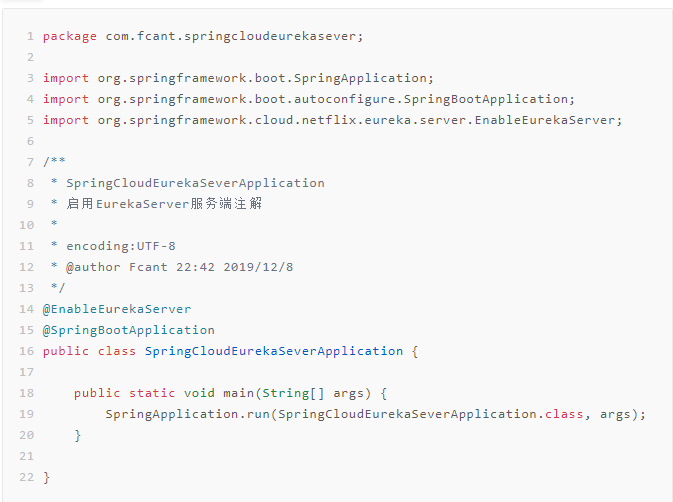 1 package com.fcant.springcloudeurekasever;
2
3 import org.springframework.boot.SpringApplication;
4 import org.springframework.boot.autoconfigure.SpringBootApplication;
5 import org.springframework.cloud.netflix.eureka.server.EnableEurekaServer;
6
7 /**
8  * SpringCloudEurekaSeverApplication
9  * 启用EurekaServer服务端注解
10  *
11  * encoding:UTF-8
12  * @author Fcant 22:42 2019/12/8
13  */
14 @EnableEurekaServer
15 @SpringBootApplication
16 public class SpringCloudEurekaSeverApplication {
17
18     public static void main(String[] args) {
19         SpringApplication.run(SpringCloudEurekaSeverApplication.class, args);
20     }
21
22 }